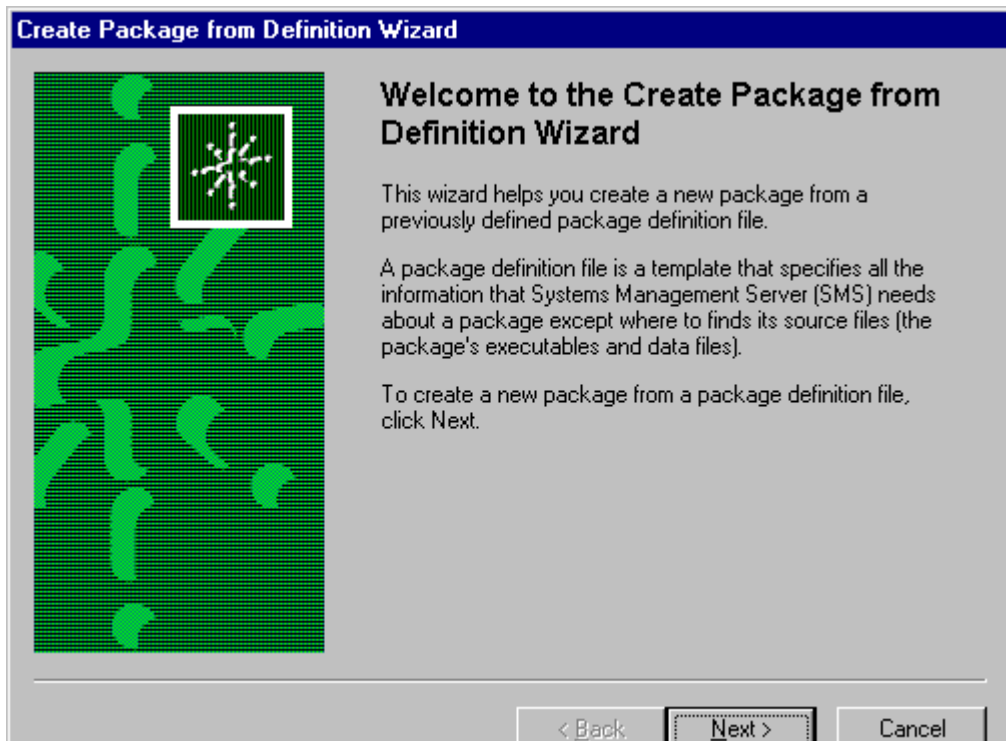 Create Package from Definition Wizard
Welcome to the Create Package from
Definition Wizard
This wizard helps you create a new package from a
previously defined package definition file.
A package definition file is a template that specifies all the
information that Systems Management Server (SMS) needs
about a package except where to finds its source files (the
package's executables and data files).
To create a new package from a package definition file,
click Next.
< Back
Next >
Cancel